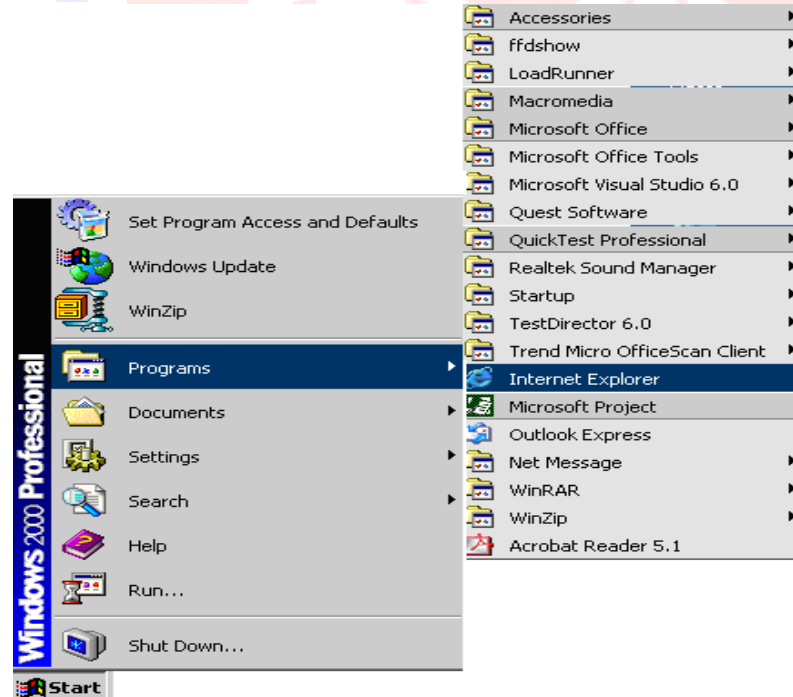 Accessories
ffdshow
LoadRunner
Macromedia
Microsoft Office
Microsoft Office Tools
Microsoft Visual Studio 6.0
Quest Software
QuickTest Professional
Realtek Sound Manager
Startup
TestDirector 6.0
Trend Micro OfficeScan Client
Internet Explorer
Microsoft Project
Outlook Express
Net Message
WinRAR
WinZip
Acrobat Reader 5.1
Set Program Access and Defaults
Windows Update
WinZip
Programs
Documents
Settings
Search
Help
Run...
Shut Down...
Windows 2000 Professional
Start